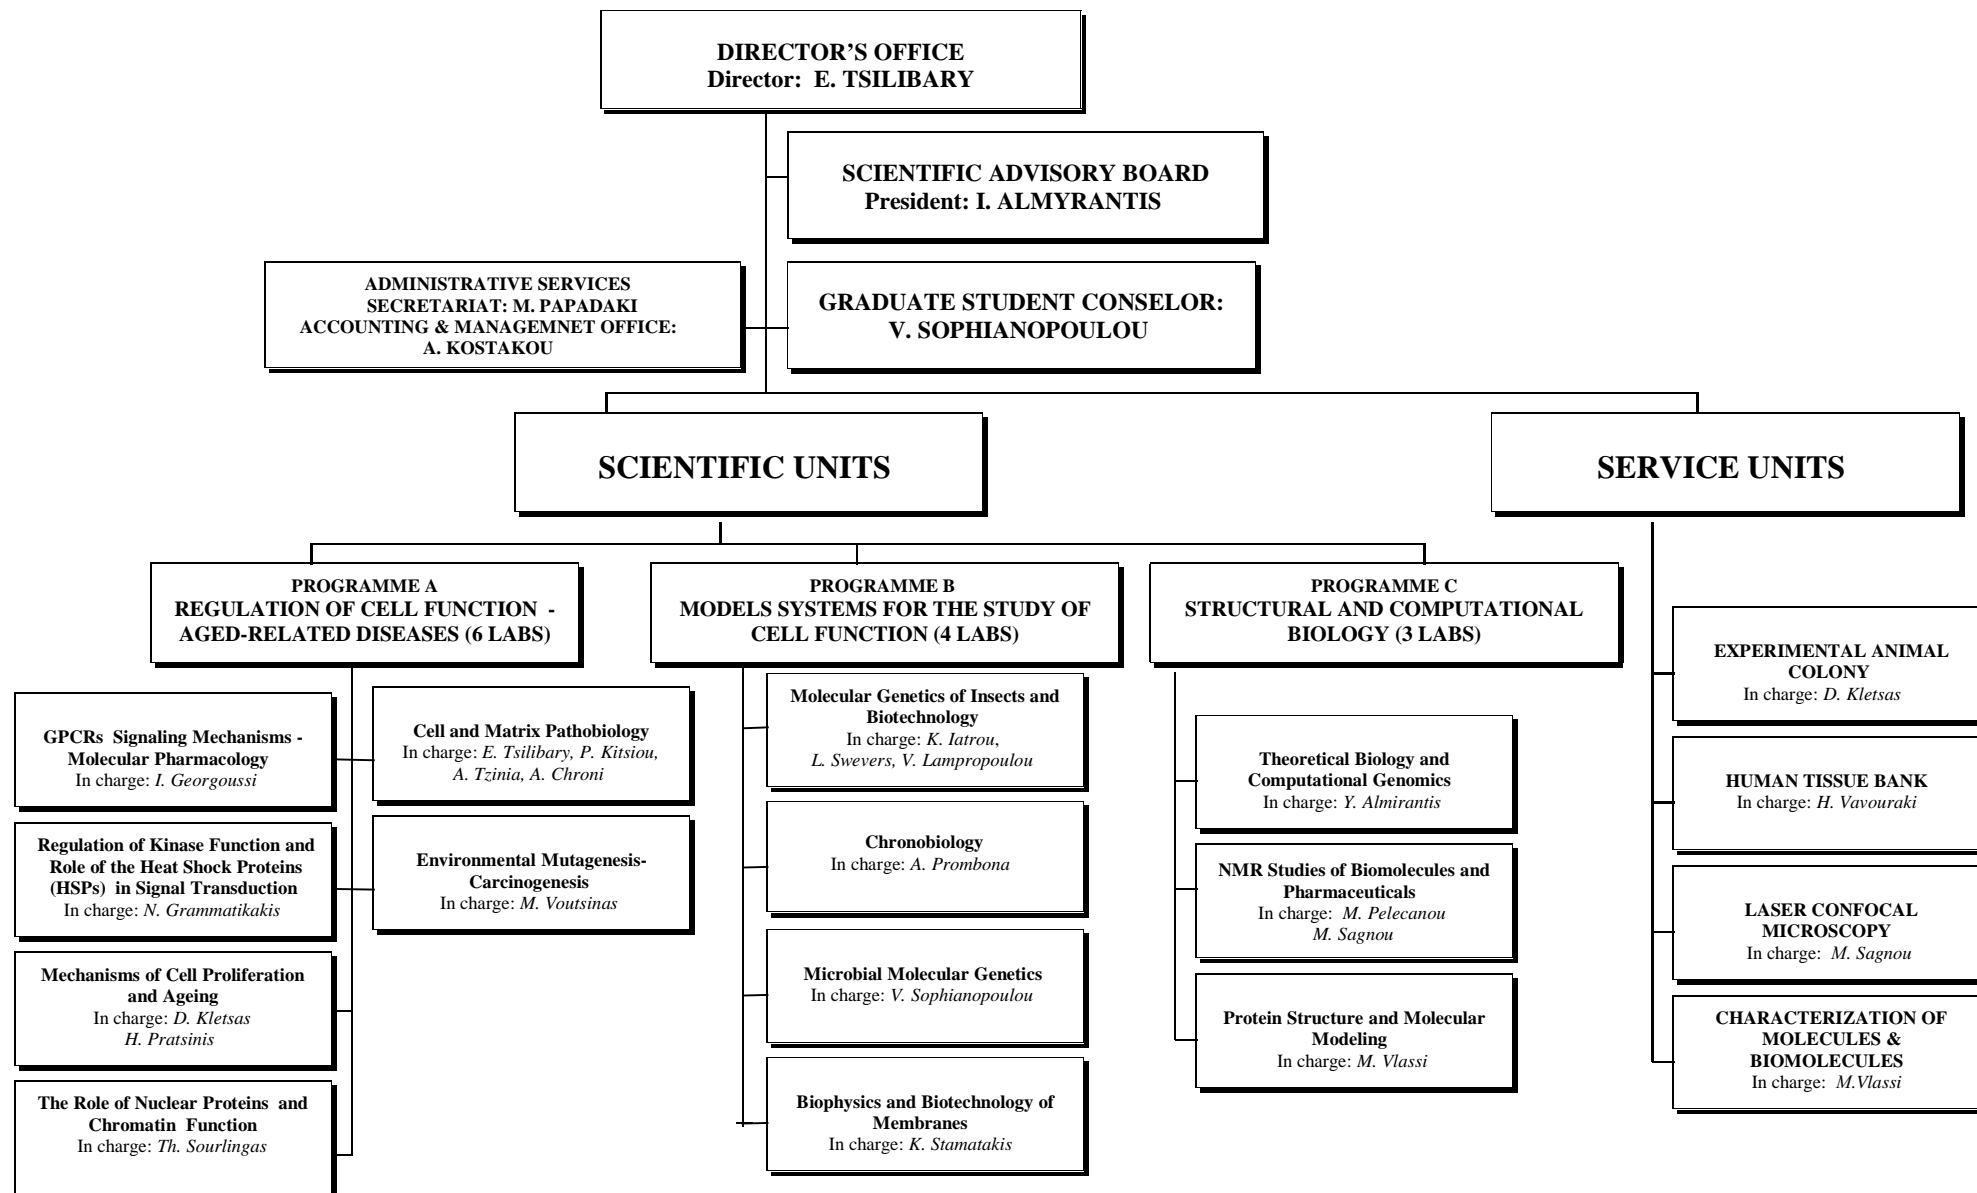 DIRECTOR’S OFFICE
Director: E. TSILIBARY
SCIENTIFIC ADVISORY BOARD
President: I. ALMYRANTIS
ADMINISTRATIVE SERVICES
SECRETARIAT: M. PAPADAKI
ACCOUNTING & MANAGEMNET OFFICE:
A. KOSTAKOU
GRADUATE STUDENT CONSELOR:
V. SOPHIANOPOULOU
SCIENTIFIC UNITS
SERVICE UNITS
PROGRAMME A
REGULATION OF CELL FUNCTION -
AGED-RELATED DISEASES (6 LABS)
PROGRAMME B
MODELS SYSTEMS FOR THE STUDY OF
CELL FUNCTION (4 LABS)
PROGRAMME C
STRUCTURAL AND COMPUTATIONAL
BIOLOGY (3 LABS)
GPCRs Signaling Mechanisms -
Molecular Pharmacology
In charge: I. Georgoussi
Regulation of Kinase Function and
Role of the Heat Shock Proteins
(HSPs) in Signal Transduction
In charge: N. Grammatikakis
Mechanisms of Cell Proliferation
and Ageing
In charge: D. Kletsas
H. Pratsinis
The Role of Nuclear Proteins and
Chromatin Function
In charge: Th. Sourlingas
Cell and Matrix Pathobiology
In charge: E. Tsilibary, P. Kitsiou,
A. Tzinia, A. Chroni
Environmental Mutagenesis-
Carcinogenesis
In charge: M. Voutsinas
Molecular Genetics of Insects and
Biotechnology
In charge: K. Iatrou,
L. Swevers, V. Lampropoulou
Chronobiology
In charge: A. Prombona
Microbial Molecular Genetics
In charge: V. Sophianopoulou
Biophysics and Biotechnology of
Membranes
In charge: K. Stamatakis
Theoretical Biology and
Computational Genomics
In charge: Y. Almirantis
NMR Studies of Biomolecules and
Pharmaceuticals
In charge: M. Pelecanou
M. Sagnou
Protein Structure and Molecular
Modeling
In charge: M. Vlassi
EXPERIMENTAL ANIMAL
COLONY
In charge: D. Kletsas
HUMAN TISSUE BANK
In charge: H. Vavouraki
LASER CONFOCAL
MICROSCOPY
In charge: M. Sagnou
CHARACTERIZATION OF
MOLECULES &
BIOMOLECULES
In charge: M.Vlassi